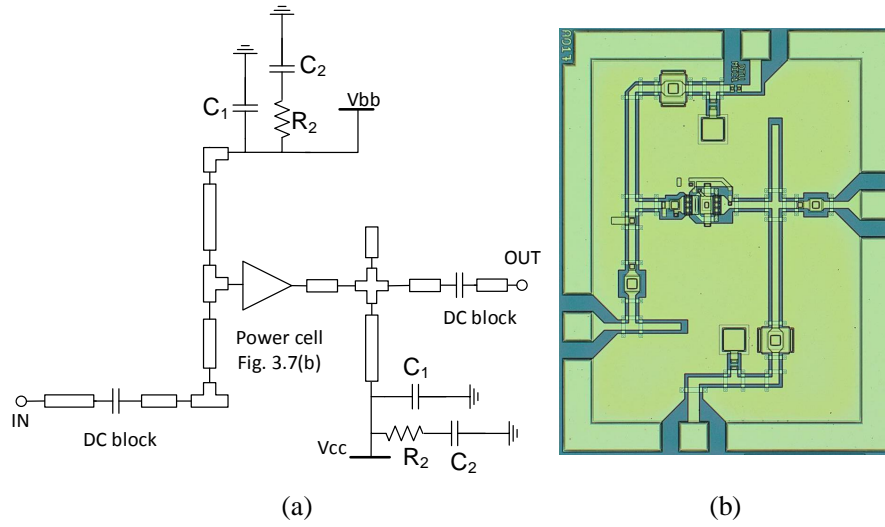 C2
C1
R2
Vbb
OUT
DC block
Power cell
Fig. 3.7(b)
C1
IN
DC block
Vcc
R2
C2
(a)
(b)